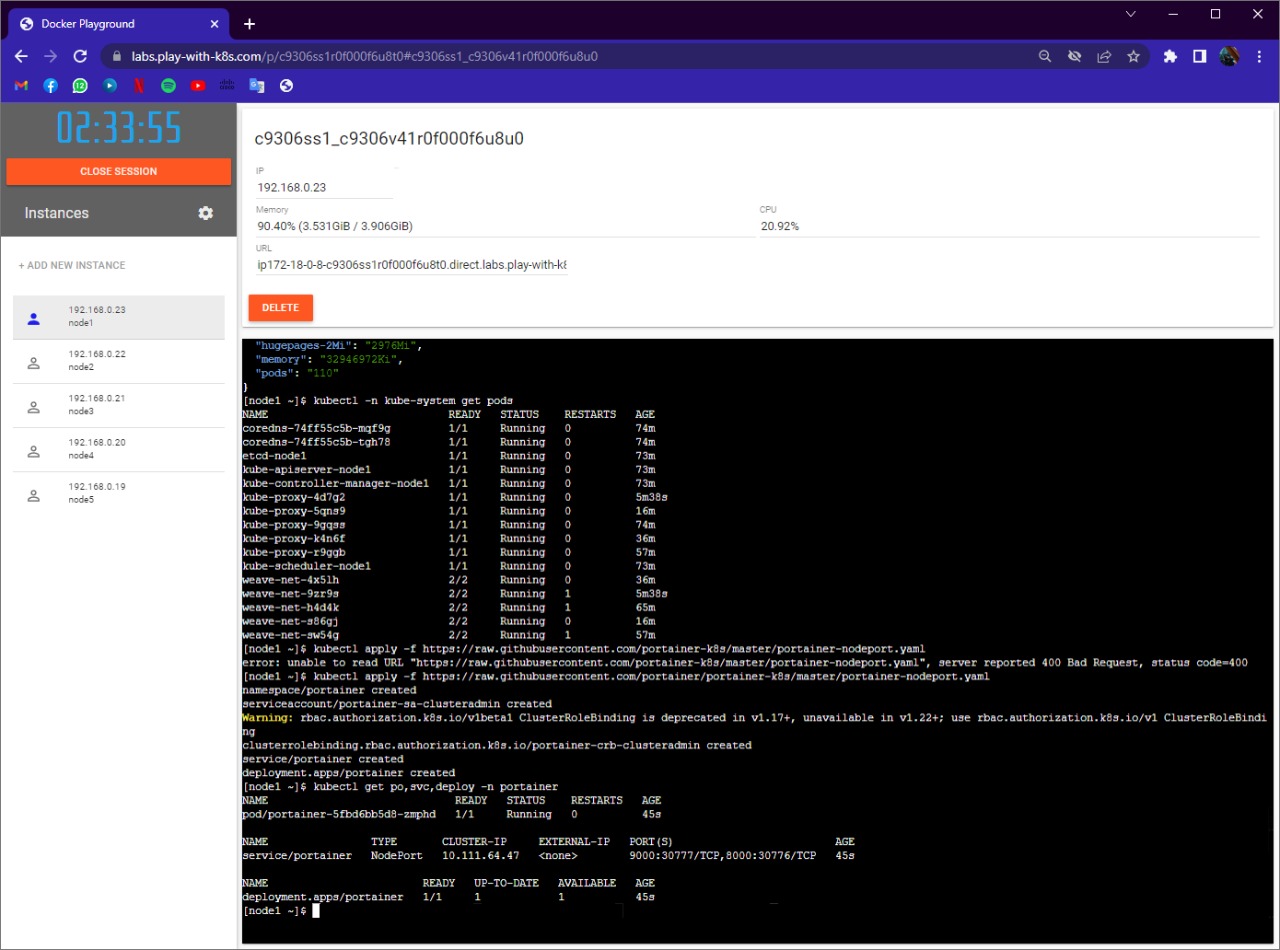 Docker Playground
labs.play-with-k8s.com/p/c9306ss1r0f000f6u8t0#c9306ss1_c9306v41r0f000f6u8u0
12
02:33:55
CLOSE SESSION
Instances
+ ADD NEW INSTANCE
192.168.0.23
node1
192.168.0.22
node2
192.168.0.21
node3
192.168.0.20
node4
192.168.0.19
node5
c9306ss1_c9306v41r0f000f6u8u0
IP
192.168.0.23
Memory CPU
90.40% (3.531GiB / 3.906GiB) 20.92%
URL
ip172-18-0-8-c9306ss1r0f000f6u8t0.direct.labs.play-with-k8
DELETE
"hugepages-2Mi": "2976Mi",
"memory": "32946972Ki",
"pods": "110"
}
[node1 ~]$ kubectl -n kube-system get pods
NAME READY STATUS RESTARTS AGE
coredns-74ff55c5b-mqf9g 1/1 Running 0 74m
coredns-74ff55c5b-tgh78 1/1 Running 0 74m
etcd-node1 1/1 Running 0 73m
kube-apiserver-node1 1/1 Running 0 73m
kube-controller-manager-node1 1/1 Running 0 73m
kube-proxy-4d7g2 1/1 Running 0 5m38s
kube-proxy-5qns9 1/1 Running 0 16m
kube-proxy-9gqss 1/1 Running 0 74m
kube-proxy-k4n6f 1/1 Running 0 36m
kube-proxy-r9ggb 1/1 Running 0 57m
kube-scheduler-node1 1/1 Running 0 73m
weave-net-4x5lh 2/2 Running 0 36m
weave-net-9zr9s 2/2 Running 1 5m38s
weave-net-h4d4k 2/2 Running 1 65m
weave-net-s86gj 2/2 Running 0 16m
weave-net-sw54g 2/2 Running 1 57m
[node1 ~]$ kubectl apply -f https://raw.githubusercontent.com/portainer-k8s/master/portainer-nodeport.yaml
error: unable to read URL "https://raw.githubusercontent.com/portainer-k8s/master/portainer-nodeport.yaml", server reported 400 Bad Request, status code=400
[node1 ~]$ kubectl apply -f https://raw.githubusercontent.com/portainer/portainer-k8s/master/portainer-nodeport.yaml
namespace/portainer created
serviceaccount/portainer-sa-clusteradmin created
Warning: rbac.authorization.k8s.io/v1beta1 ClusterRoleBinding is deprecated in v1.17+, unavailable in v1.22+; use rbac.authorization.k8s.io/v1 ClusterRoleBindi
ng
clusterrolebinding.rbac.authorization.k8s.io/portainer-crb-clusteradmin created
service/portainer created
deployment.apps/portainer created
[node1 ~]$ kubectl get po,svc,deploy -n portainer
NAME READY STATUS RESTARTS AGE
pod/portainer-5fbd6bb5d8-zmphd 1/1 Running 0 45s
NAME TYPE CLUSTER-IP EXTERNAL-IP PORT(S) AGE
service/portainer NodePort 10.111.64.47 <none> 9000:30777/TCP,8000:30776/TCP 45s
NAME READY UP-TO-DATE AVAILABLE AGE
deployment.apps/portainer 1/1 1 1 45s
[node1 ~]$